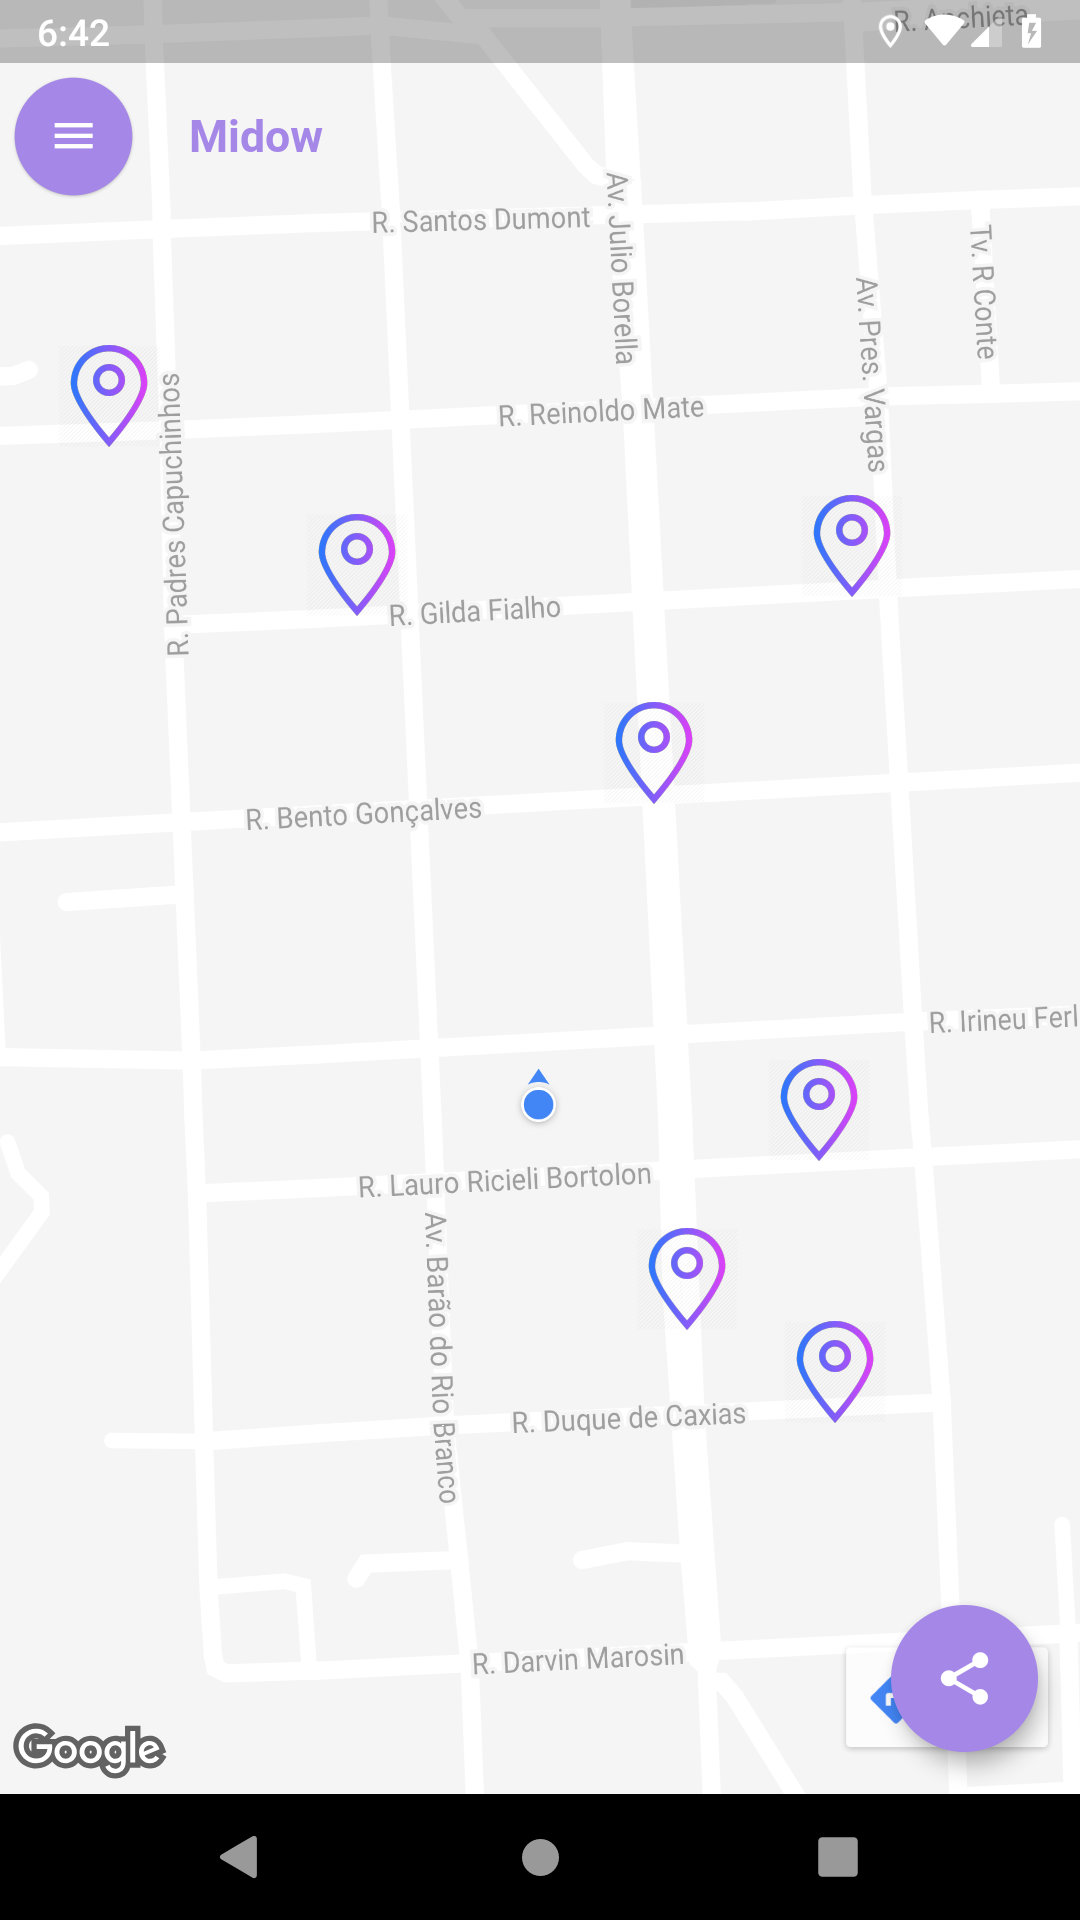 6:42
R. Anchieta
Midow
R. Santos Dumont
Av. Julio Borella
Tv. R Conte
Av. Pres. Vargas
R. Padres Capuchinhos
R. Reinoldo Mate
R. Gilda Fialho
R. Bento Gonçalves
R. Irineu Ferl
R. Lauro Ricieli Bortolon
Av. Barão do Rio Branco
R. Duque de Caxias
R. Darvin Marosin
Google